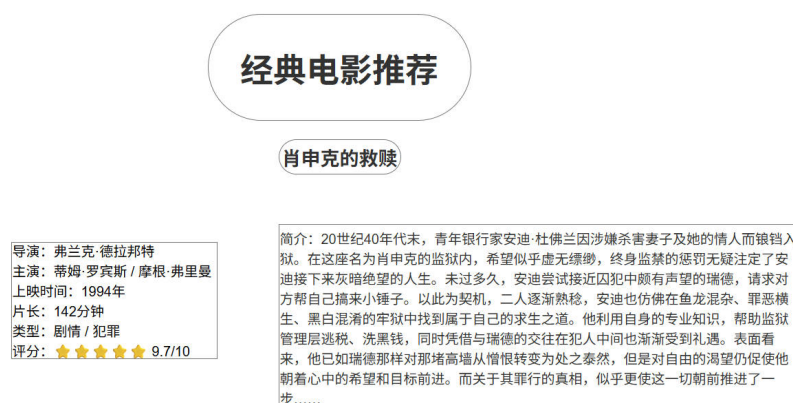 经典电影推荐
肖申克的救赎
导演：弗兰克·德拉邦特
主演：蒂姆·罗宾斯 / 摩根·弗里曼
上映时间：1994年
片长：142分钟
类型：剧情 / 犯罪
评分：⭐⭐⭐⭐⭐ 9.7/10
简介：20世纪40年代末，青年银行家安迪·杜佛兰因涉嫌杀害妻子及她的情人而锒铛入
狱。在这座名为肖申克的监狱内，希望似乎虚无缥缈，终身监禁的惩罚无疑注定了安
迪接下来灰暗绝望的人生。未过多久，安迪尝试接近囚犯中颇有声望的瑞德，请求对
方帮自己搞来小锤子。以此为契机，二人逐渐熟稔，安迪也仿佛在鱼龙混杂、罪恶横
生、黑白混淆的牢狱中找到属于自己的求生之道。他利用自身的专业知识，帮助监狱
管理层逃税、洗黑钱，同时凭借与瑞德的交往在犯人中间也渐渐受到礼遇。表面看
来，他已如瑞德那样对那堵高墙从憎恨转变为处之泰然，但是对自由的渴望仍促使他
朝着心中的希望和目标前进。而关于其罪行的真相，似乎更使这一切朝前推进了一
步……